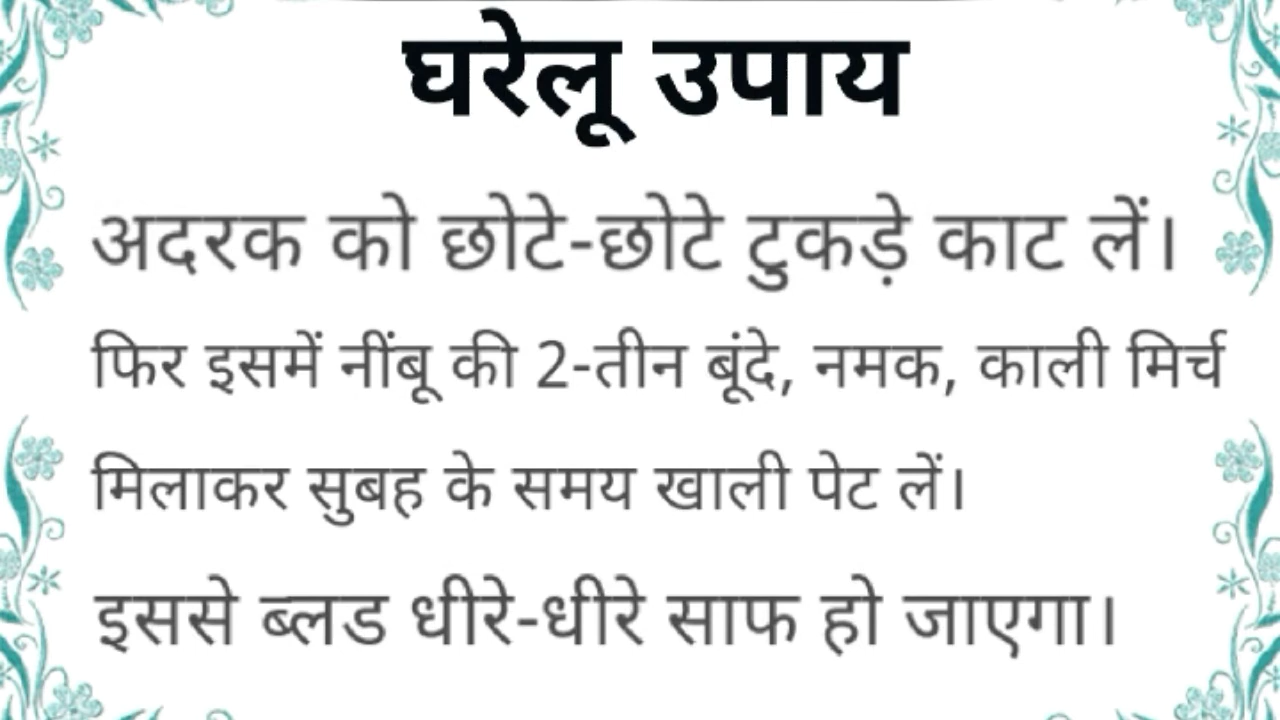 घरेलू उपाय
अदरक को छोटे-छोटे टुकड़े काट लें।
फिर इसमें नींबू की 2-तीन बूंदे, नमक, काली मिर्च
मिलाकर सुबह के समय खाली पेट लें।
इससे ब्लड धीरे-धीरे साफ हो जाएगा।